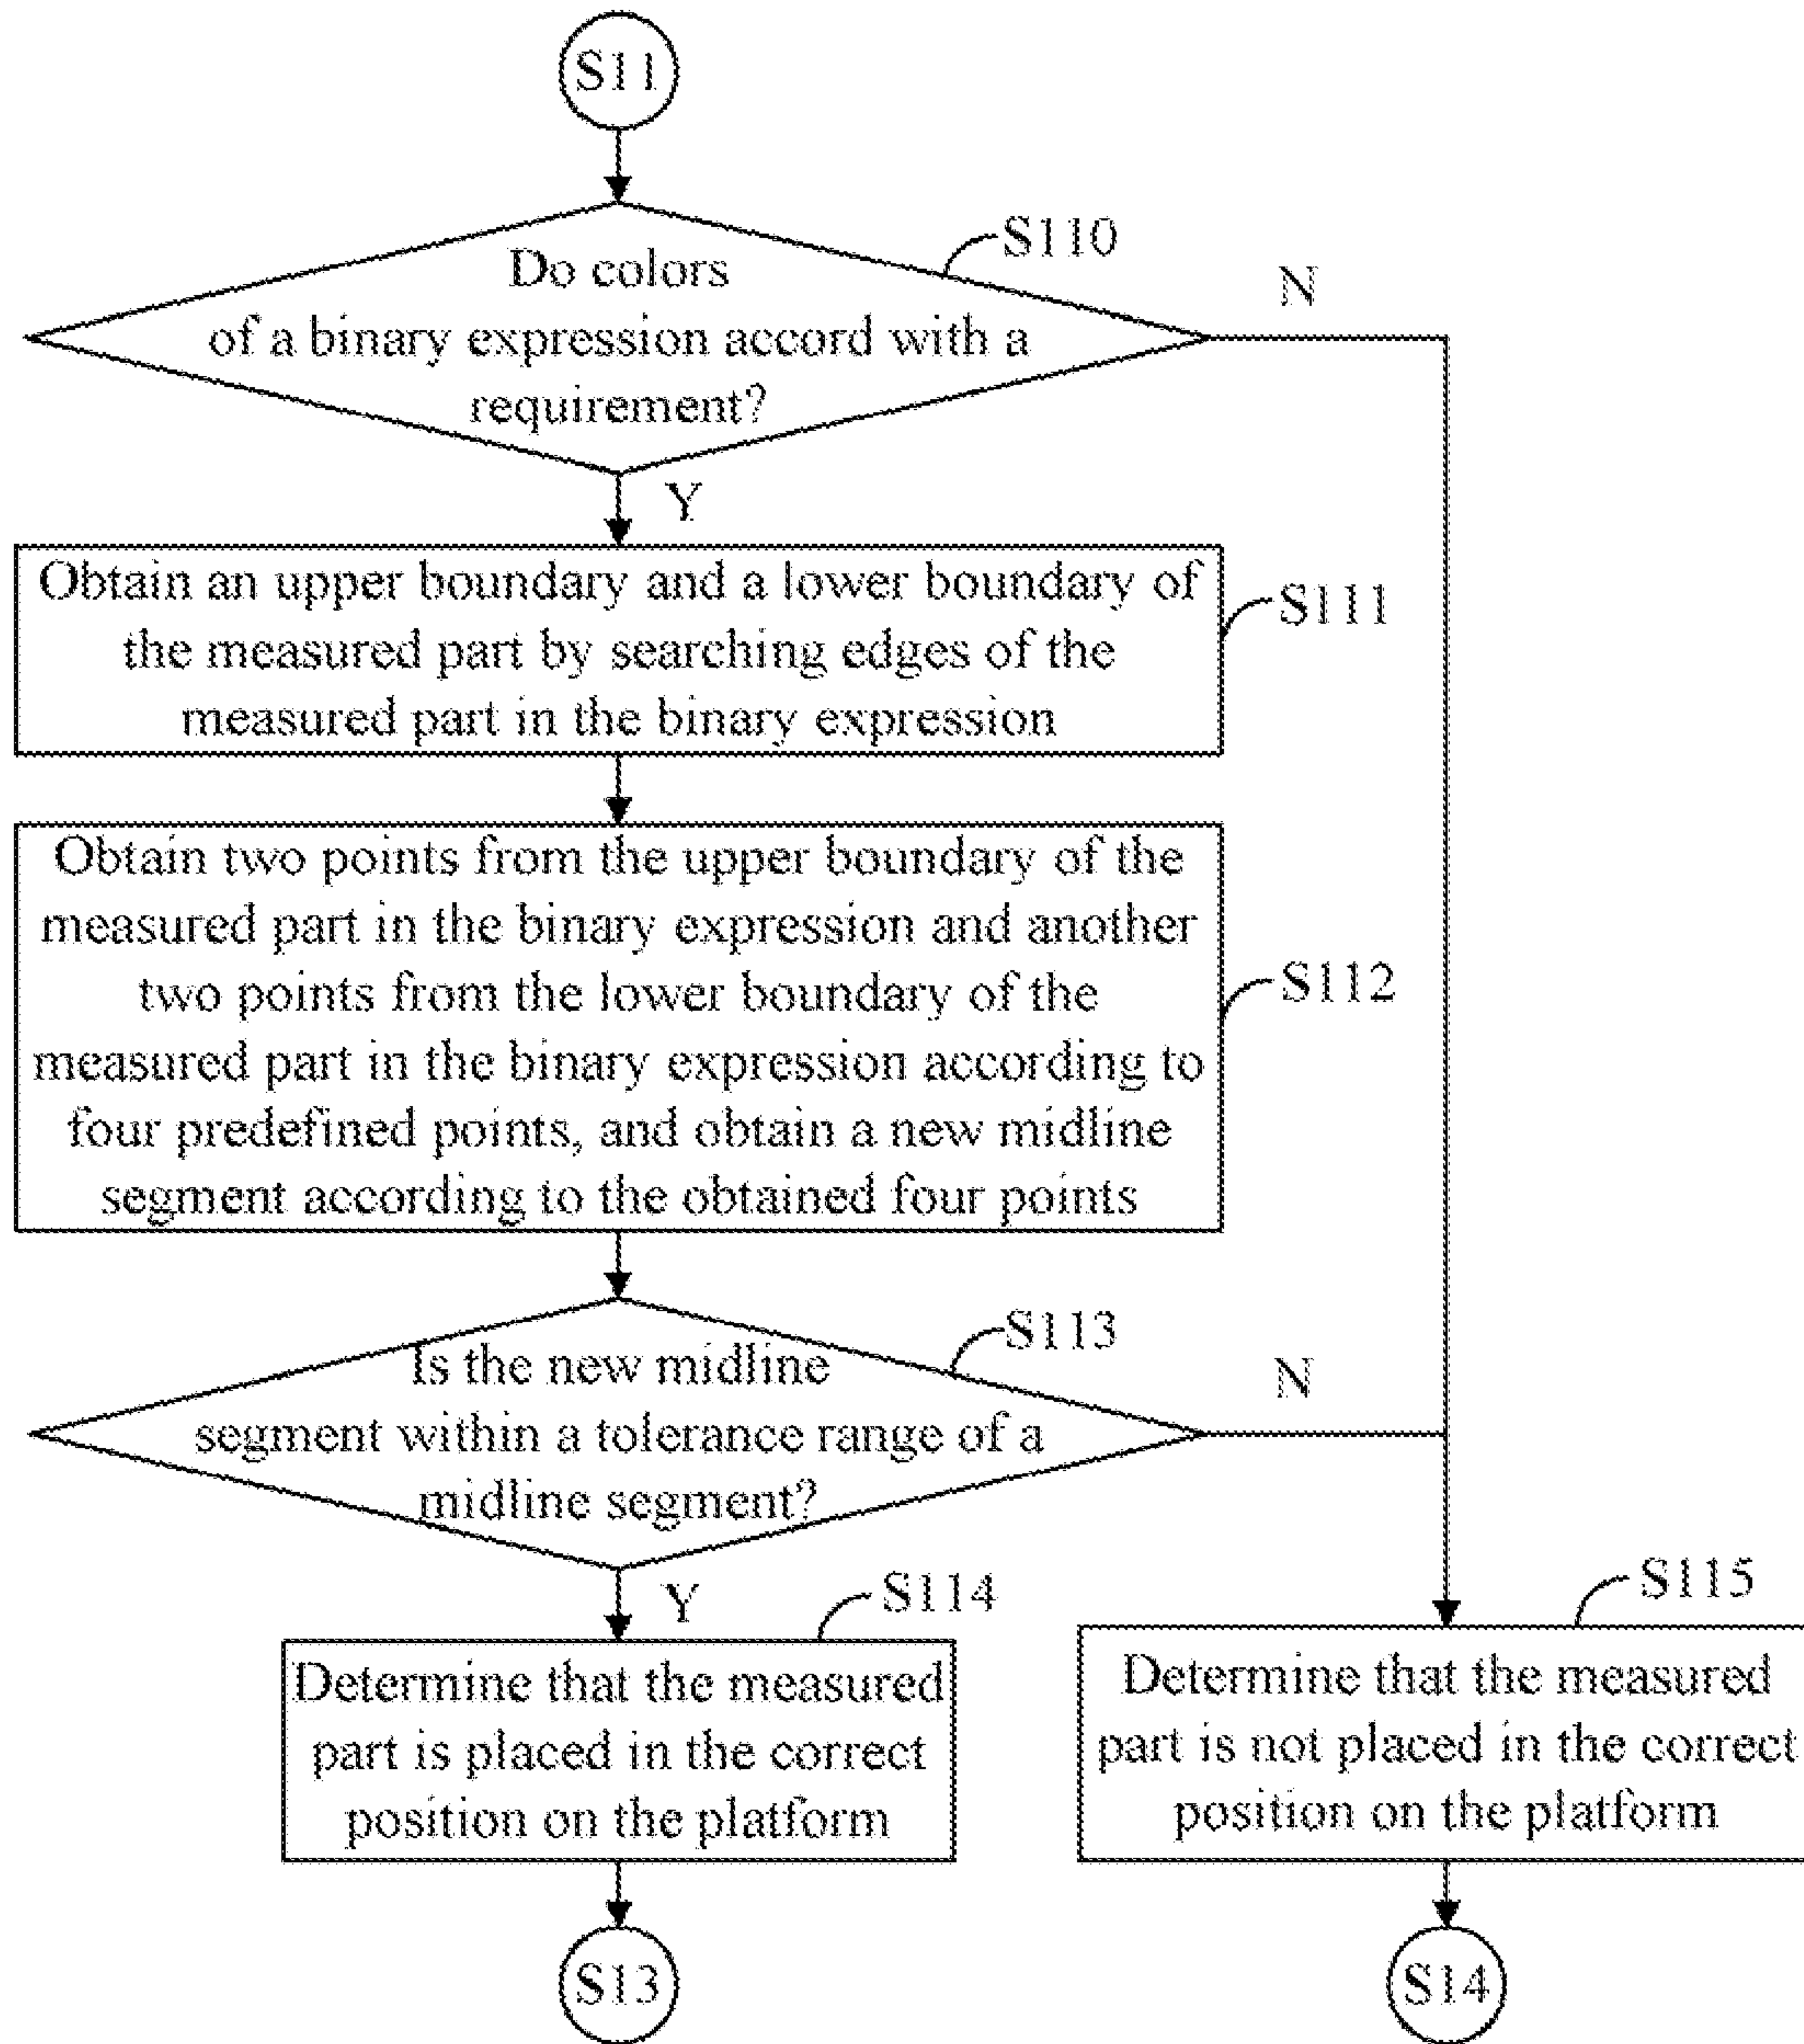 S11
S110
Do colors
of a binary expression accord with a
requirement?
N
Y
Obtain an upper boundary and a lower boundary of
the measured part by searching edges of the
measured part in the binary expression
S111
Obtain two points from the upper boundary of the
measured part in the binary expression and another
two points from the lower boundary of the
measured part in the binary expression according to
four predefined points, and obtain a new midline
segment according to the obtained four points
S112
S113
Is the new midline
segment within a tolerance range of a
midline segment?
N
Y
S114
Determine that the measured
part is placed in the correct
position on the platform
S115
Determine that the measured
part is not placed in the correct
position on the platform
S13
S14